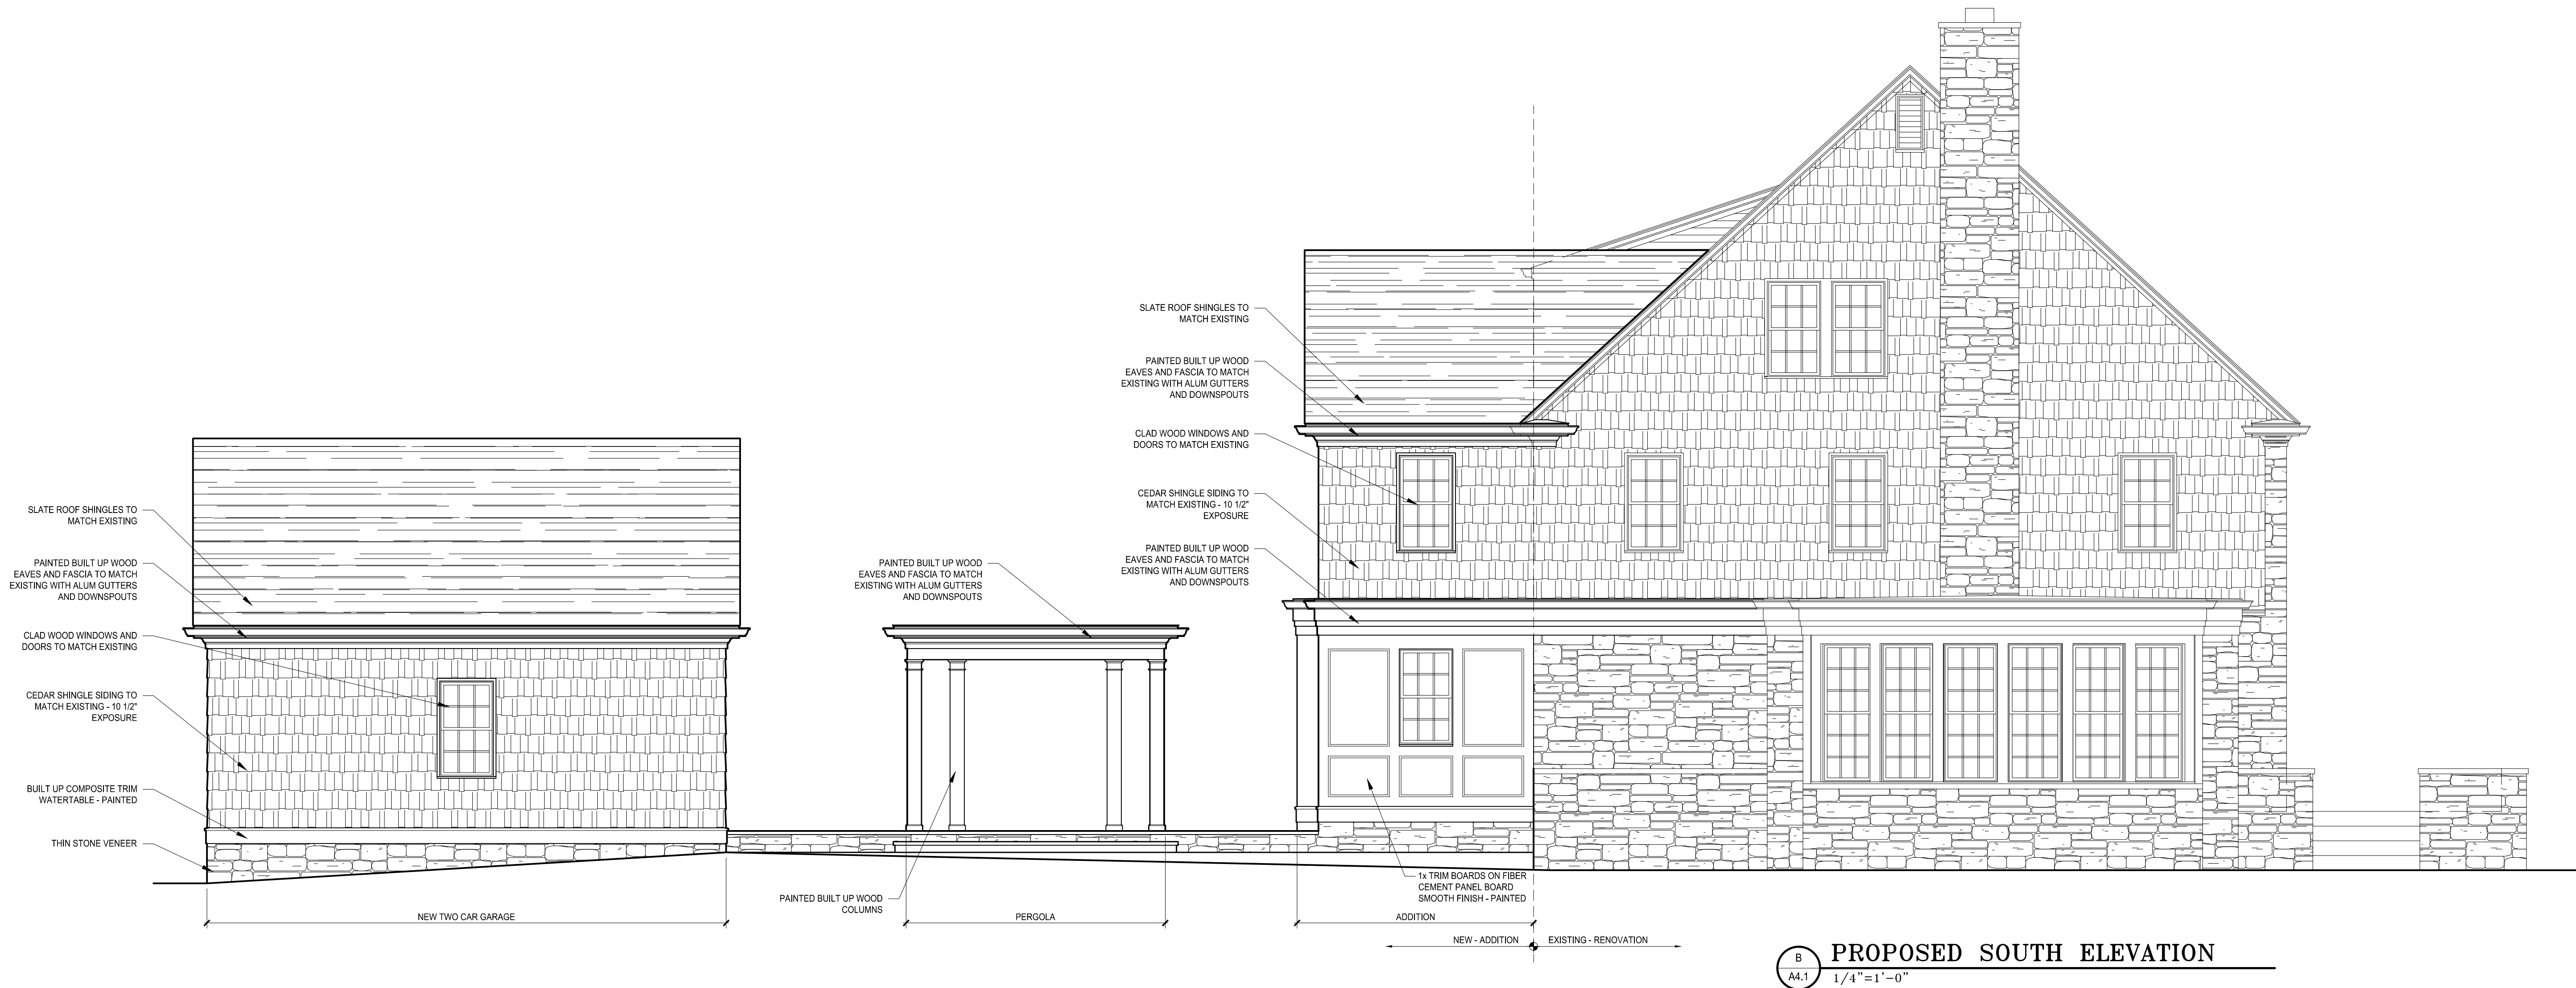 SLATE ROOF SHINGLES TO
MATCH EXISTING
PAINTED BUILT UP WOOD
EAVES AND FASCIA TO MATCH
EXISTING WITH ALUM GUTTERS
AND DOWNSPOUTS
CLAD WOOD WINDOWS AND
DOORS TO MATCH EXISTING
CEDAR SHINGLE SIDING TO
MATCH EXISTING - 10 1/2"
EXPOSURE
BUILT UP COMPOSITE TRIM
WATERTABLE - PAINTED
THIN STONE VENEER
NEW TWO CAR GARAGE
PAINTED BUILT UP WOOD
EAVES AND FASCIA TO MATCH
EXISTING WITH ALUM GUTTERS
AND DOWNSPOUTS
PAINTED BUILT UP WOOD
COLUMNS
PERGOLA
SLATE ROOF SHINGLES TO
MATCH EXISTING
PAINTED BUILT UP WOOD
EAVES AND FASCIA TO MATCH
EXISTING WITH ALUM GUTTERS
AND DOWNSPOUTS
CLAD WOOD WINDOWS AND
DOORS TO MATCH EXISTING
CEDAR SHINGLE SIDING TO
MATCH EXISTING - 10 1/2"
EXPOSURE
PAINTED BUILT UP WOOD
EAVES AND FASCIA TO MATCH
EXISTING WITH ALUM GUTTERS
AND DOWNSPOUTS
1x TRIM BOARDS ON FIBER
CEMENT PANEL BOARD
SMOOTH FINISH - PAINTED
ADDITION
NEW - ADDITION
EXISTING - RENOVATION
B
A4.1
PROPOSED SOUTH ELEVATION
1/4"=1'-0"